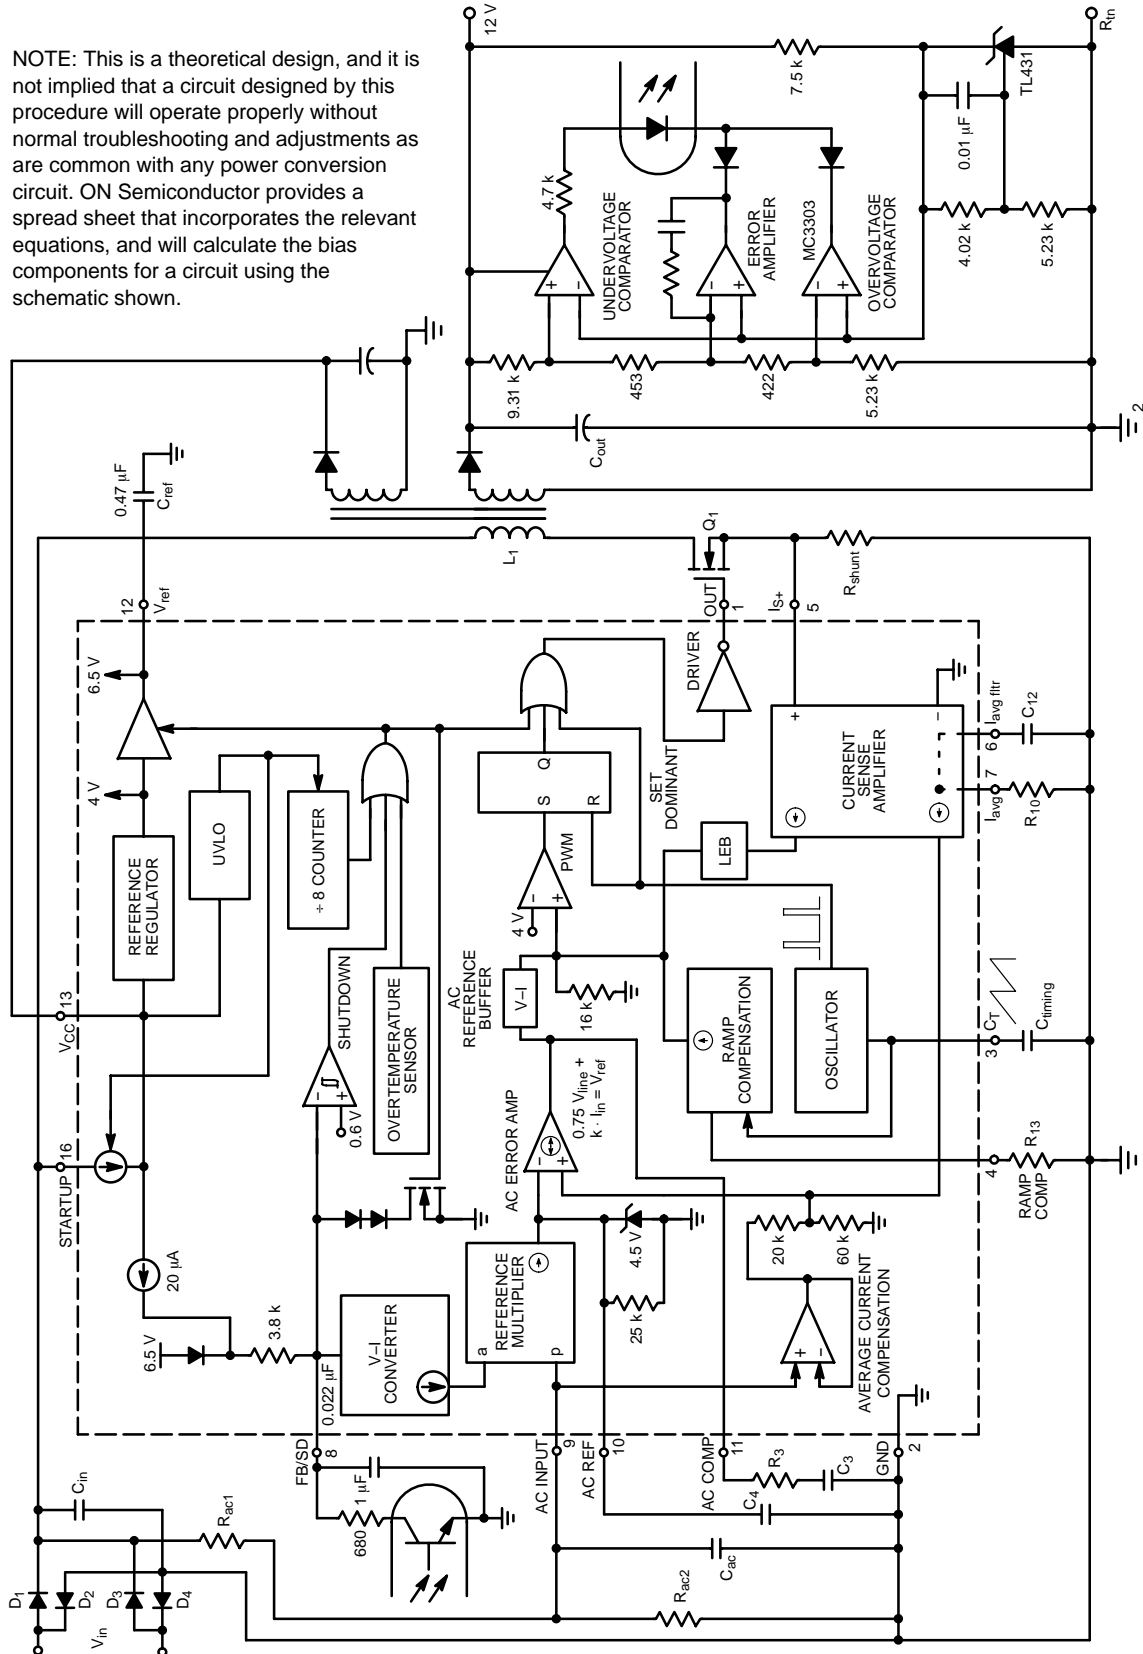 NOTE: This is a theoretical design, and it is
not implied that a circuit designed by this
procedure will operate properly without
normal troubleshooting and adjustments as
are common with any power conversion
circuit. ON Semiconductor provides a
spread sheet that incorporates the relevant
equations, and will calculate the bias
components for a circuit using the
schematic shown.
D1
D2
D3
D4
Vin
Cin
Rac1
680
1 μF
0.022 μF
FB/SD
8
AC INPUT
9
AC REF
10
AC COMP
11
GND
2
Rac2
Cac
C4
R3
C3
STARTUP
16
VCC
13
20 μA
6.5 V
3.8 k
V–I
CONVERTER
REFERENCE
REGULATOR
UVLO
÷ 8 COUNTER
4 V
6.5 V
12
Vref
0.47 μF
Cref
SHUTDOWN
0.6 V
OVERTEMPERATURE
SENSOR
AC
REFERENCE
BUFFER
V–I
16 k
4 V
PWM
S
Q
R
SET
DOMINANT
REFERENCE
MULTIPLIER
a
p
AC ERROR AMP
0.75 Vline +
k · Iin = Vref
4.5 V
25 k
20 k
60 k
AVERAGE CURRENT
COMPENSATION
RAMP
COMPENSATION
OSCILLATOR
LEB
CURRENT
SENSE
AMPLIFIER
DRIVER
OUT
1
Q1
L1
IS+
5
Rshunt
4
RAMP
COMP
R13
3
CT
Ctiming
7
Iavg
R10
6
Iavg fltr
C12
Cout
12 V
Rtn
2
9.31 k
453
422
5.23 k
UNDERVOLTAGE
COMPARATOR
4.7 k
ERROR
AMPLIFIER
MC3303
OVERVOLTAGE
COMPARATOR
7.5 k
0.01 μF
TL431
4.02 k
5.23 k